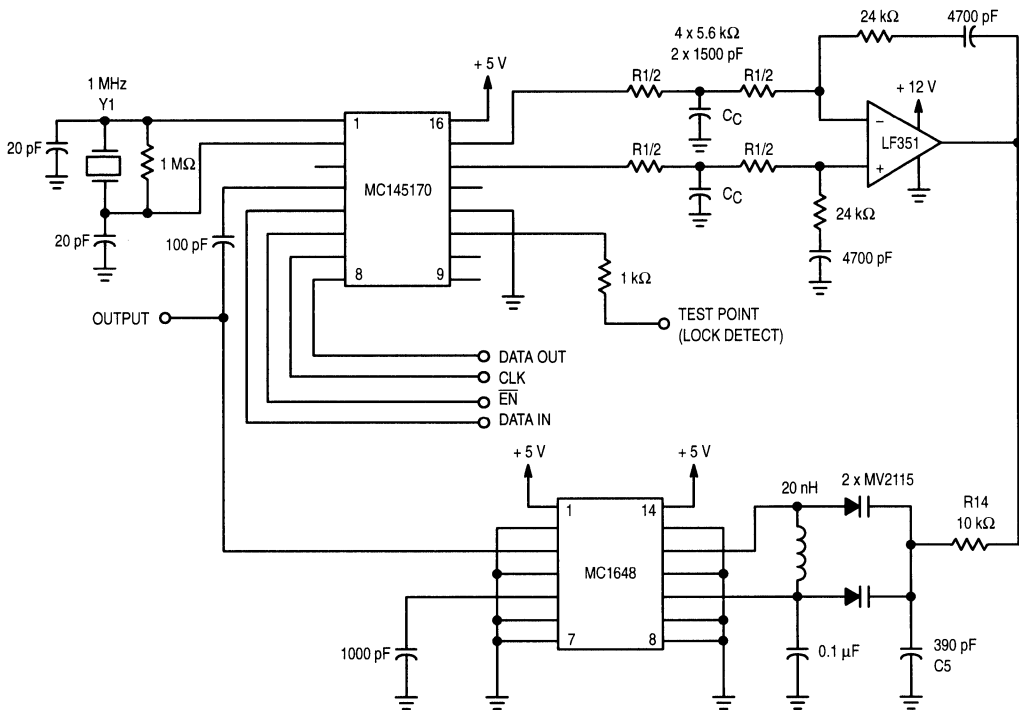 24 kΩ
4700 pF
4 x 5.6 kΩ
2 x 1500 pF
+ 5 V
R1/2
R1/2
1 MHz
Y1
+ 12 V
1
16
CC
20 pF
LF351
–
+
1 MΩ
R1/2
R1/2
MC145170
CC
24 kΩ
20 pF
100 pF
4700 pF
8
9
1 kΩ
OUTPUT
TEST POINT
(LOCK DETECT)
DATA OUT
CLK
EN
DATA IN
+ 5 V
+ 5 V
20 nH
2 x MV2115
1
14
R14
10 kΩ
MC1648
1000 pF
7
8
0.1 µF
390 pF
C5